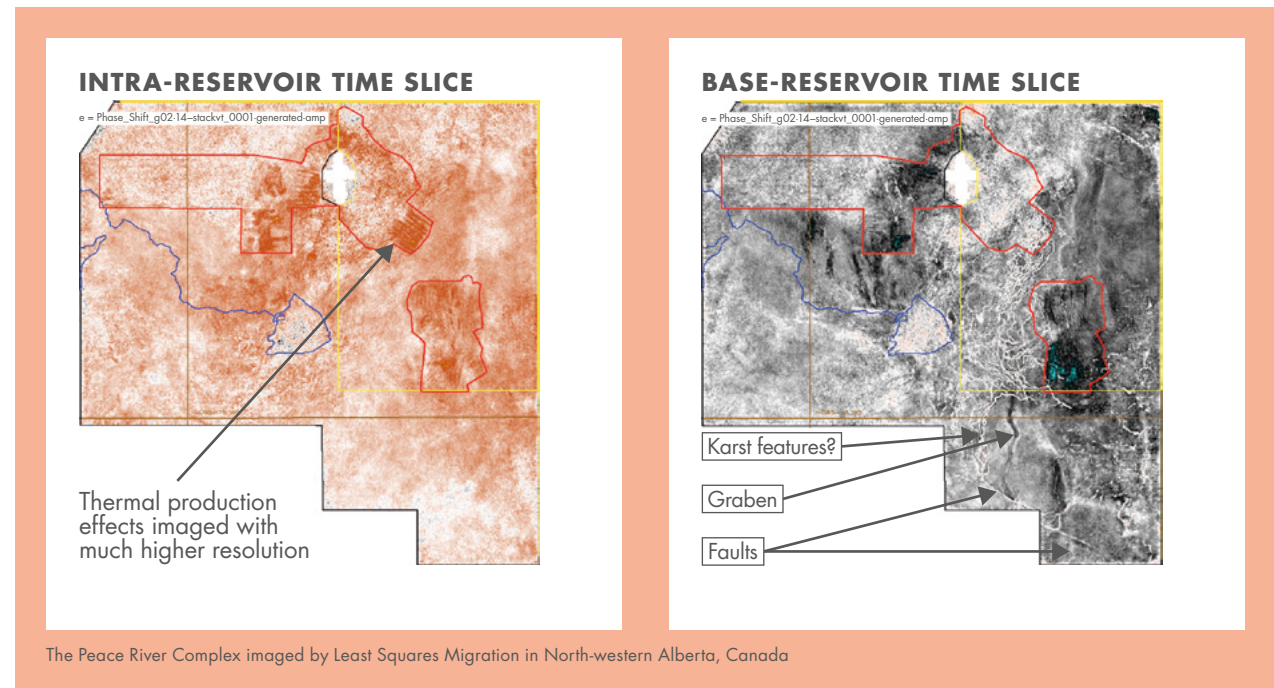 INTRA-RESERVOIR TIME SLICE
e = Phase_Shift_g02-14–stackvt_0001-generated-amp
Thermal production
effects imaged with
much higher resolution
BASE-RESERVOIR TIME SLICE
e = Phase_Shift_g02-14–stackvt_0001-generated-amp
Karst features?
Graben
Faults
The Peace River Complex imaged by Least Squares Migration in North-western Alberta, Canada